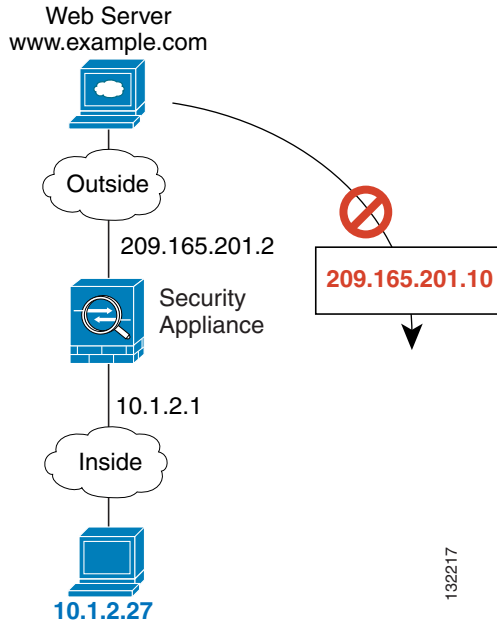 Web Server
www.example.com
Outside
209.165.201.2
209.165.201.10
Security
Appliance
10.1.2.1
Inside
10.1.2.27
132217